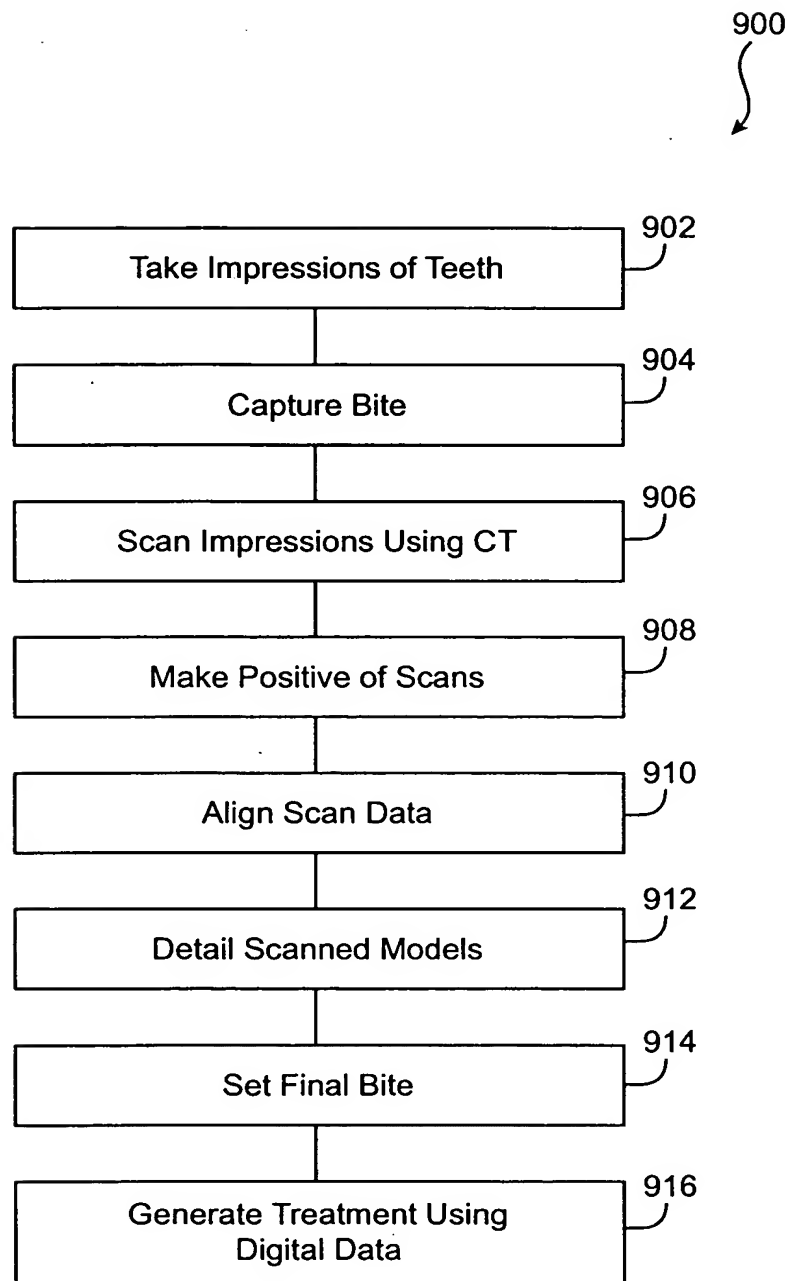 900
902
Take Impressions of Teeth
904
Capture Bite
906
Scan Impressions Using CT
908
Make Positive of Scans
910
Align Scan Data
912
Detail Scanned Models
914
Set Final Bite
916
Generate Treatment Using
Digital Data